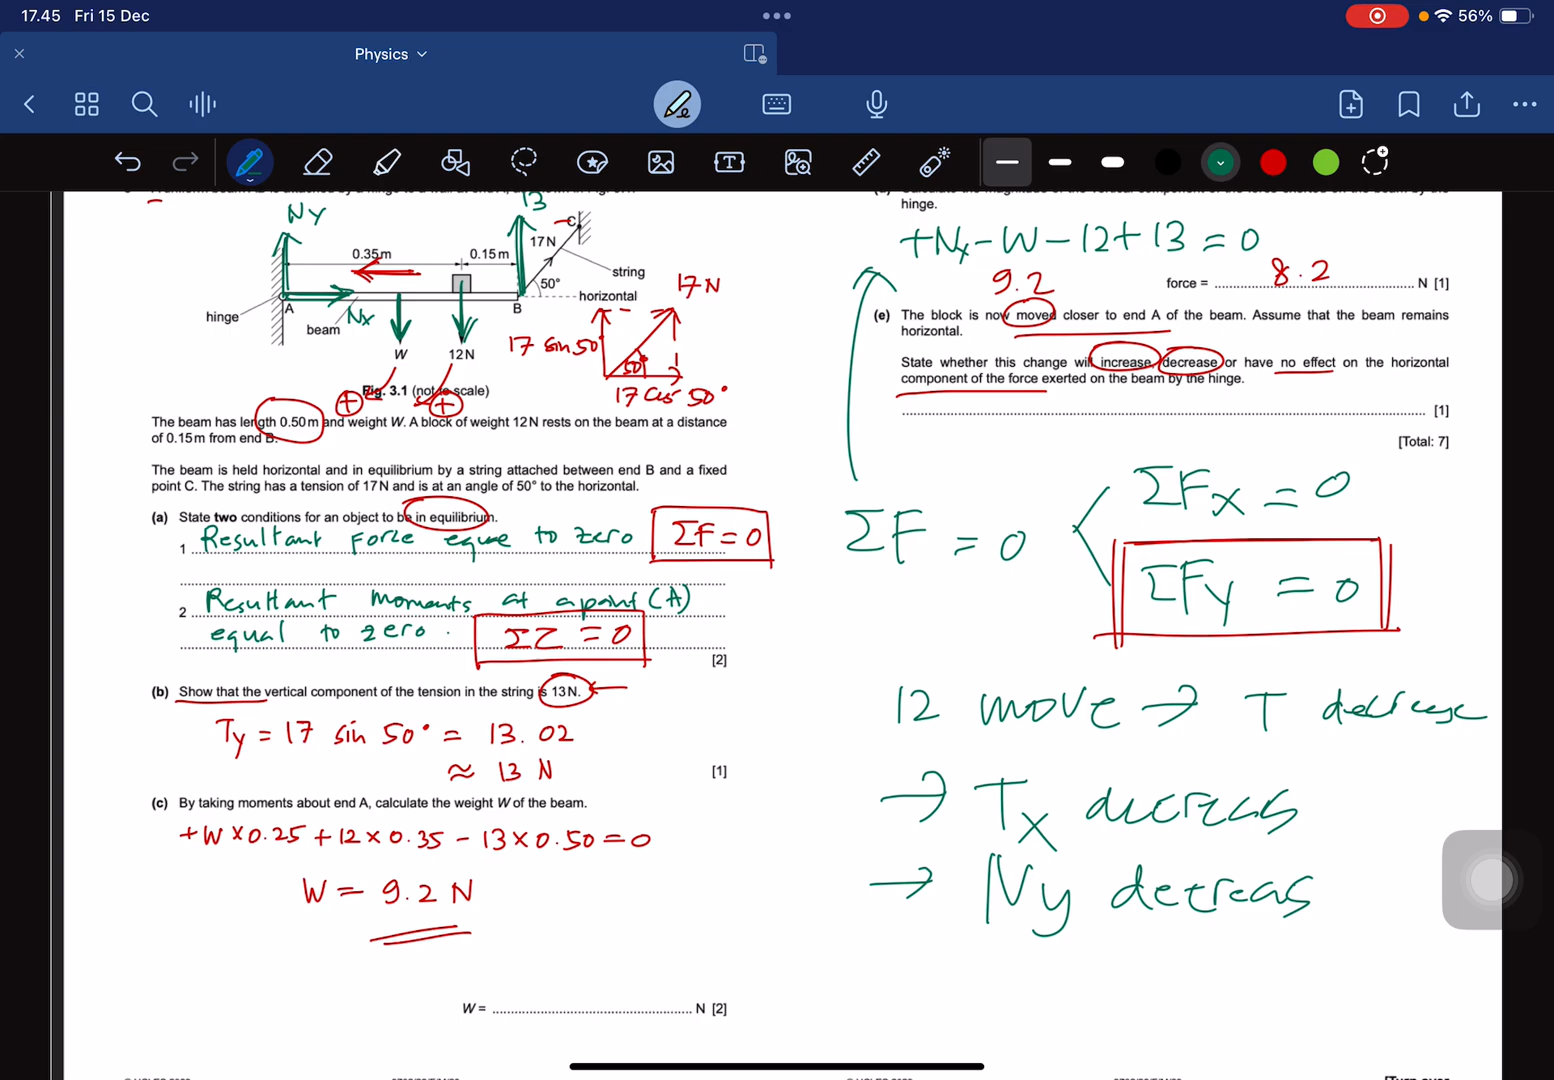 17.45 Fri 15 Dec
56%
Physics
hinge.
NY
13
C
17N
0.35m
0.15m
string
50°
horizontal
17N
A
B
hinge
Nx
beam
17 sin 50°
50°
W
12N
17 cos 50°
Fig. 3.1 (not to scale)
+ +
The beam has length 0.50m and weight W. A block of weight 12N rests on the beam at a distance
of 0.15m from end B.
The beam is held horizontal and in equilibrium by a string attached between end B and a fixed
point C. The string has a tension of 17N and is at an angle of 50° to the horizontal.
(a) State two conditions for an object to be in equilibrium.
1 Resultant Force eque to zero ΣF = 0
2 Resultant Moments at a point (A)
equal to zero. Στ = 0
[2]
(b) Show that the vertical component of the tension in the string is 13N.
Ty = 17 sin 50° = 13.02
≈ 13 N
[1]
(c) By taking moments about end A, calculate the weight W of the beam.
+W×0.25 + 12×0.35 – 13×0.50 = 0
W = 9.2 N
W = N [2]
+Ny – W – 12 + 13 = 0
9.2
force = 8.2 N [1]
(e) The block is now moved closer to end A of the beam. Assume that the beam remains
horizontal.
State whether this change will increase, decrease or have no effect on the horizontal
component of the force exerted on the beam by the hinge.
[1]
[Total: 7]
ΣF = 0
ΣFx = 0
ΣFy = 0
12 move → T decrease
→ Tx decreas
→ Ny decreas